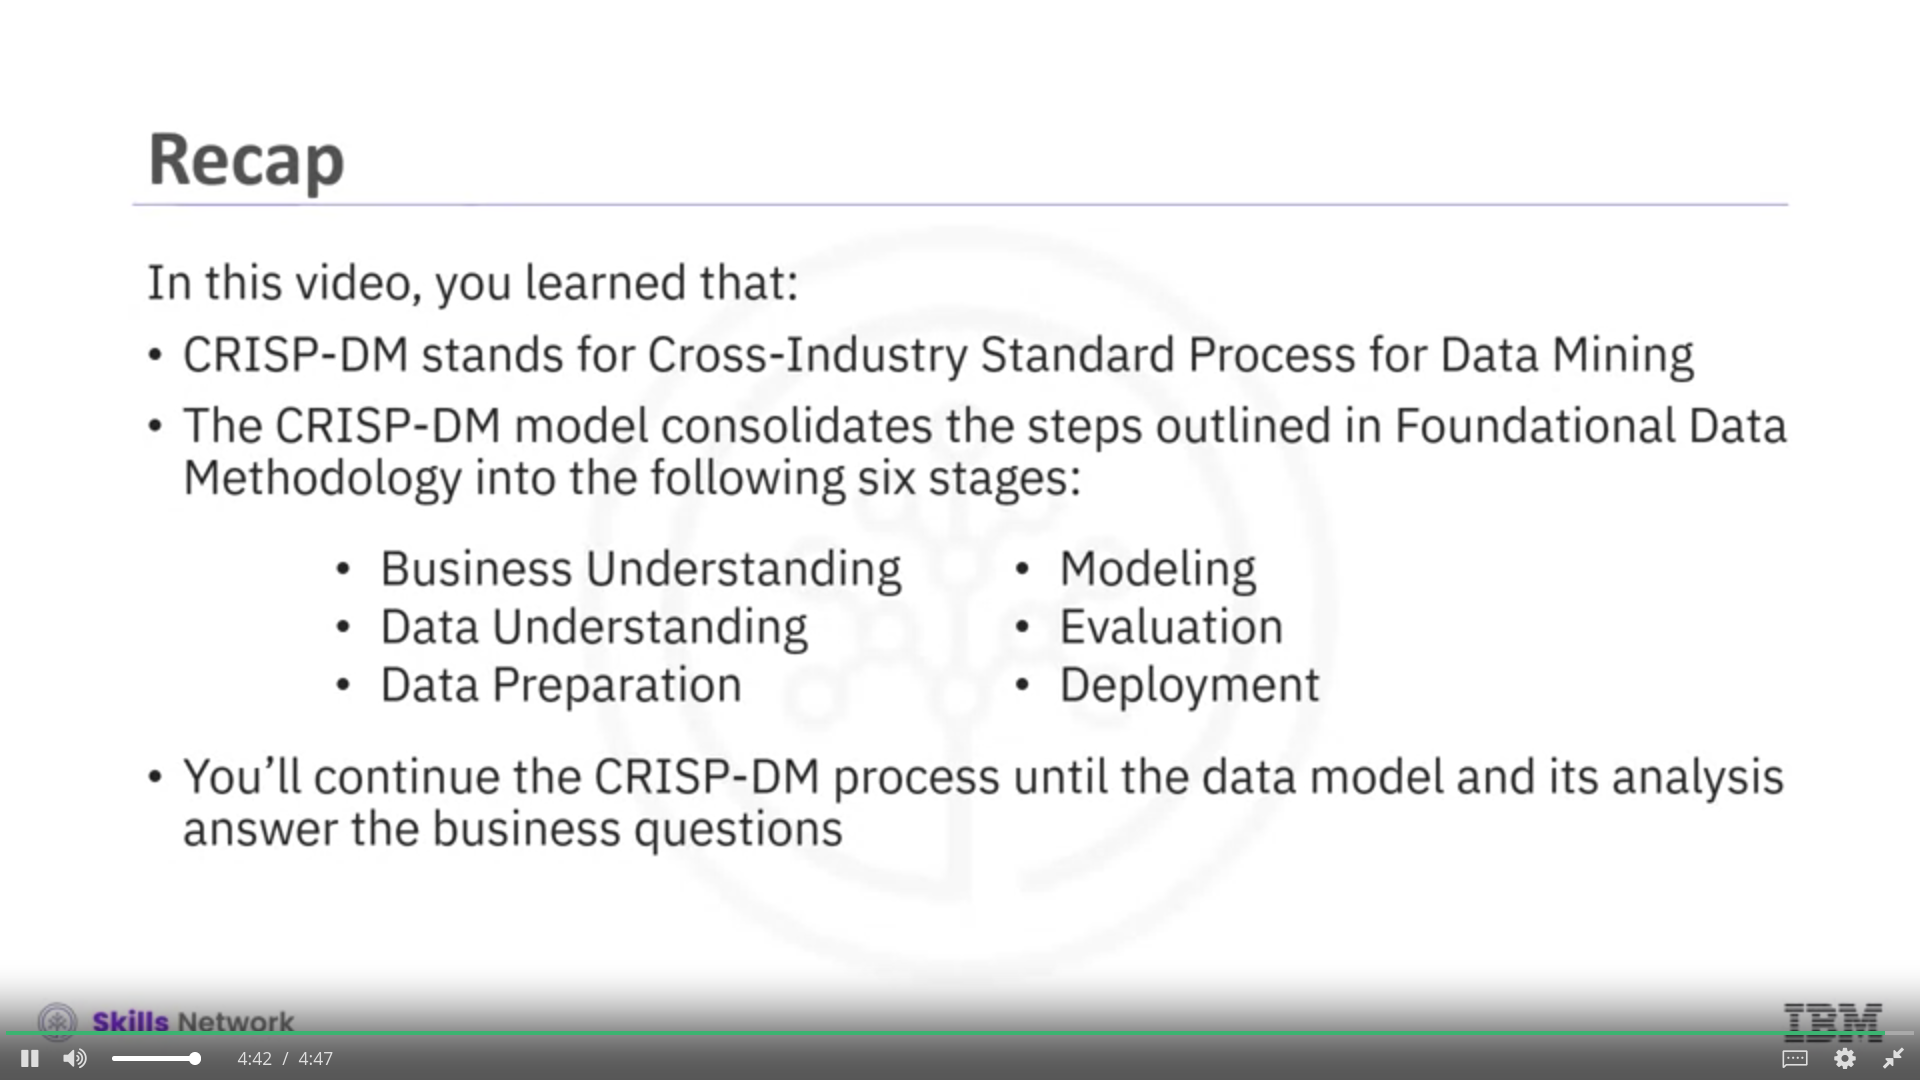 Recap
In this video, you learned that:
• CRISP-DM stands for Cross-Industry Standard Process for Data Mining
• The CRISP-DM model consolidates the steps outlined in Foundational Data
Methodology into the following six stages:
• Business Understanding
• Data Understanding
• Data Preparation
• Modeling
• Evaluation
• Deployment
• You’ll continue the CRISP-DM process until the data model and its analysis
answer the business questions
Skills Network
IBM
4:42 / 4:47